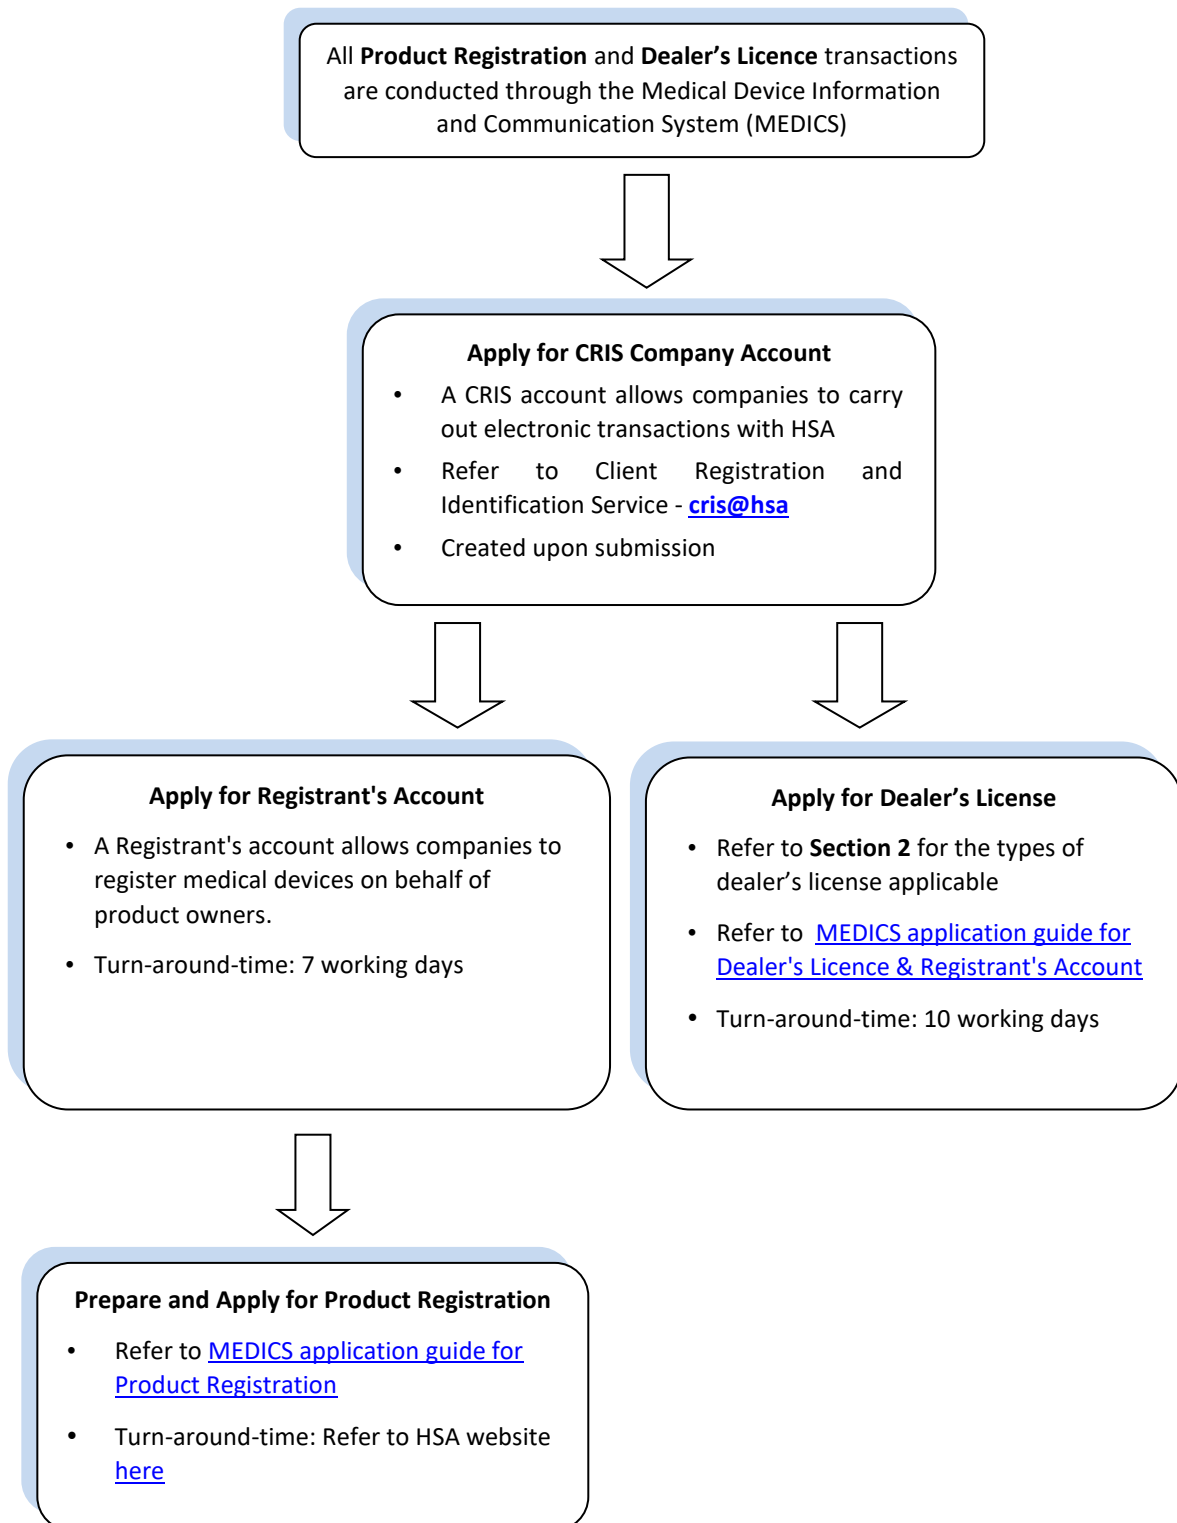 All Product Registration and Dealer’s Licence transactions
are conducted through the Medical Device Information
and Communication System (MEDICS)
Apply for CRIS Company Account
• A CRIS account allows companies to carry
out electronic transactions with HSA
• Refer to Client Registration and
Identification Service - cris@hsa
• Created upon submission
Apply for Registrant's Account
• A Registrant's account allows companies to
register medical devices on behalf of
product owners.
• Turn-around-time: 7 working days
Apply for Dealer’s License
• Refer to Section 2 for the types of
dealer’s license applicable
• Refer to MEDICS application guide for
Dealer's Licence & Registrant's Account
• Turn-around-time: 10 working days
Prepare and Apply for Product Registration
• Refer to MEDICS application guide for
Product Registration
• Turn-around-time: Refer to HSA website
here